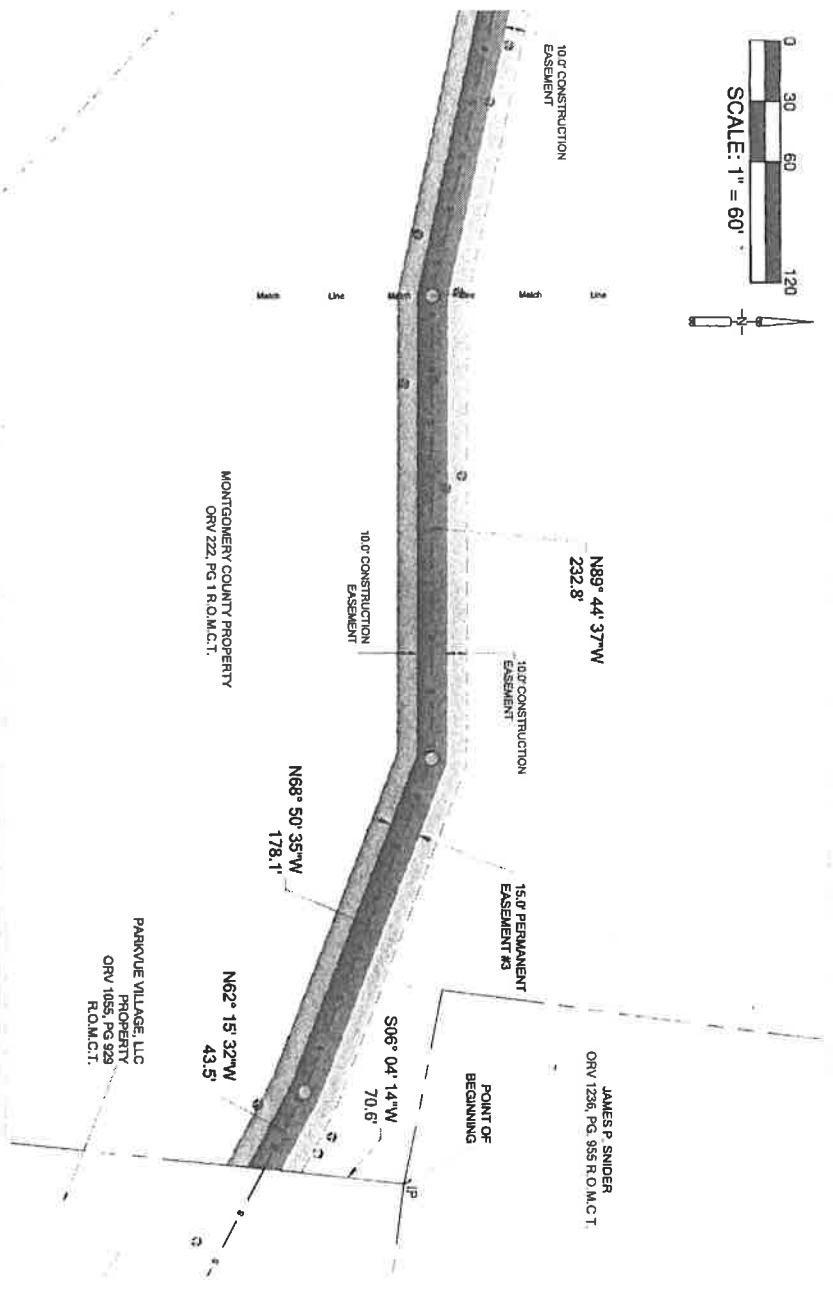 0 30 60 120
SCALE: 1" = 60'
N
10.0' CONSTRUCTION
EASEMENT
Match Line Match Line Match Line
N89° 44' 37"W
232.8'
10.0' CONSTRUCTION
EASEMENT
10.0' CONSTRUCTION
EASEMENT
MONTGOMERY COUNTY PROPERTY
ORV 222, PG 1 R.O.M.C.T.
N68° 50' 35"W
178.1'
15.0' PERMANENT
EASEMENT #3
JAMES P. SNIDER
ORV 1236, PG. 955 R.O.M.C.T.
POINT OF
BEGINNING
IP
S06° 04' 14"W
70.6'
N62° 15' 32"W
43.5'
PARKVUE VILLAGE, LLC
PROPERTY
ORV 1055, PG 929
R.O.M.C.T.
s
s